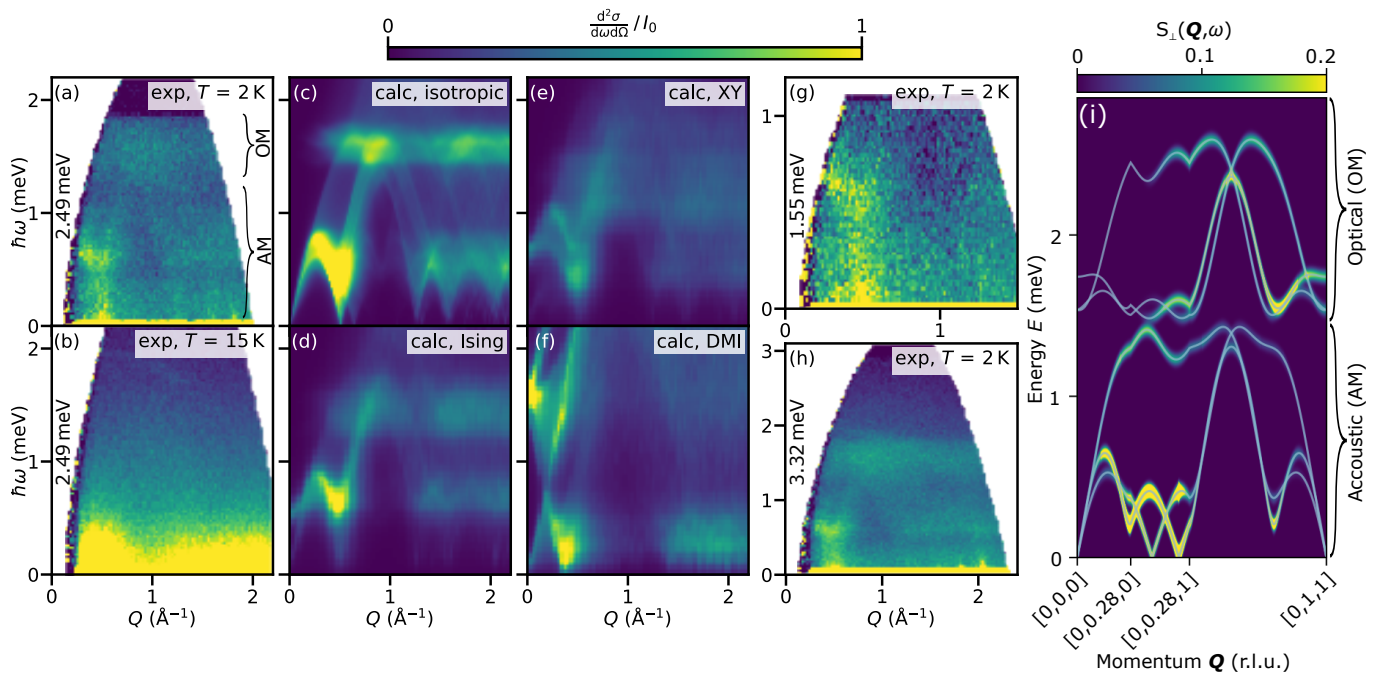 d²σ/dωdΩ / I₀
0 1
S⊥(Q,ω)
0 0.1 0.2
(a) exp, T = 2 K
2.49 meV
OM
AM
ħω (meV)
2
1
0
(c) calc, isotropic
(e) calc, XY
(g) exp, T = 2 K
1.55 meV
1
0
0 1
(b) exp, T = 15 K
2.49 meV
ħω (meV)
1
0
0 1 2
Q (Å⁻¹)
(d) calc, Ising
0 1 2
Q (Å⁻¹)
(f) calc, DMI
0 1 2
Q (Å⁻¹)
(h) exp, T = 2 K
3.32 meV
3
2
1
0
0 1 2
Q (Å⁻¹)
(i)
Energy E (meV)
2
1
0
Optical (OM)
Accoustic (AM)
[0,0,0]
[0,0.28,0]
[0,0.28,1]
[0,1,1]
Momentum Q (r.l.u.)